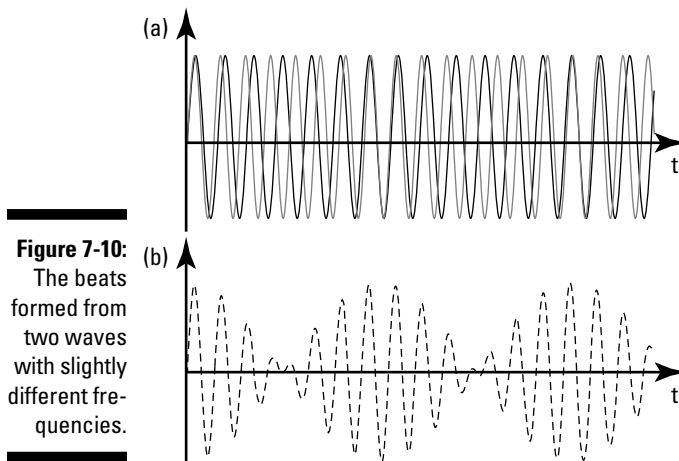 (a)
t
Figure 7-10:
The beats
formed from
two waves
with slightly
different fre-
quencies.
(b)
t